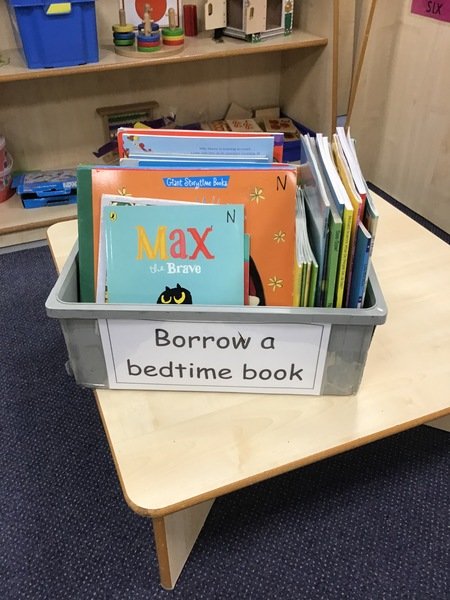 SIX
Giant Storytime Books
N
N
Max
the Brave
Borrow a
bedtime book